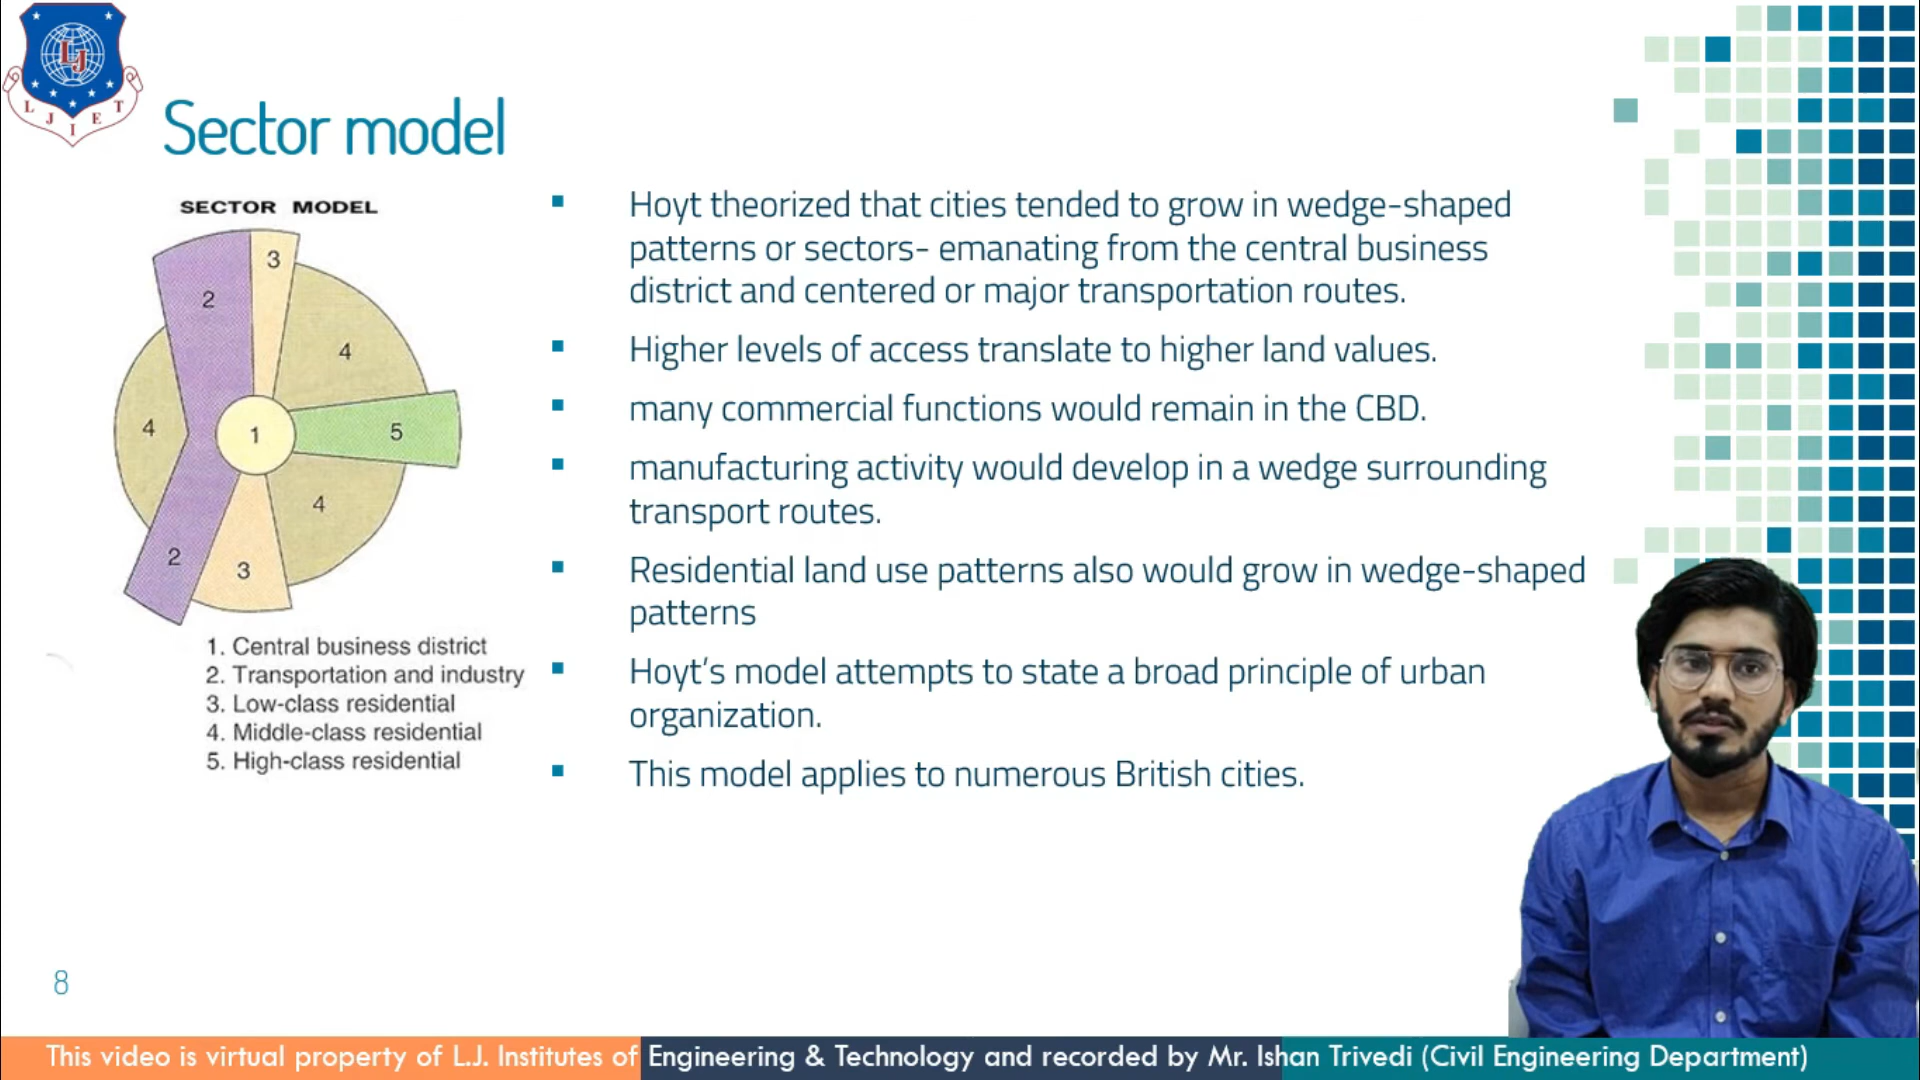 L J I E T
LJ
Sector model
SECTOR MODEL
3
2
4
4
1
5
4
2
3
1. Central business district
2. Transportation and industry
3. Low-class residential
4. Middle-class residential
5. High-class residential
▪ Hoyt theorized that cities tended to grow in wedge-shaped
patterns or sectors- emanating from the central business
district and centered or major transportation routes.
▪ Higher levels of access translate to higher land values.
▪ many commercial functions would remain in the CBD.
▪ manufacturing activity would develop in a wedge surrounding
transport routes.
▪ Residential land use patterns also would grow in wedge-shaped
patterns
▪ Hoyt’s model attempts to state a broad principle of urban
organization.
▪ This model applies to numerous British cities.
8
This video is virtual property of L.J. Institutes of Engineering & Technology and recorded by Mr. Ishan Trivedi (Civil Engineering Department)